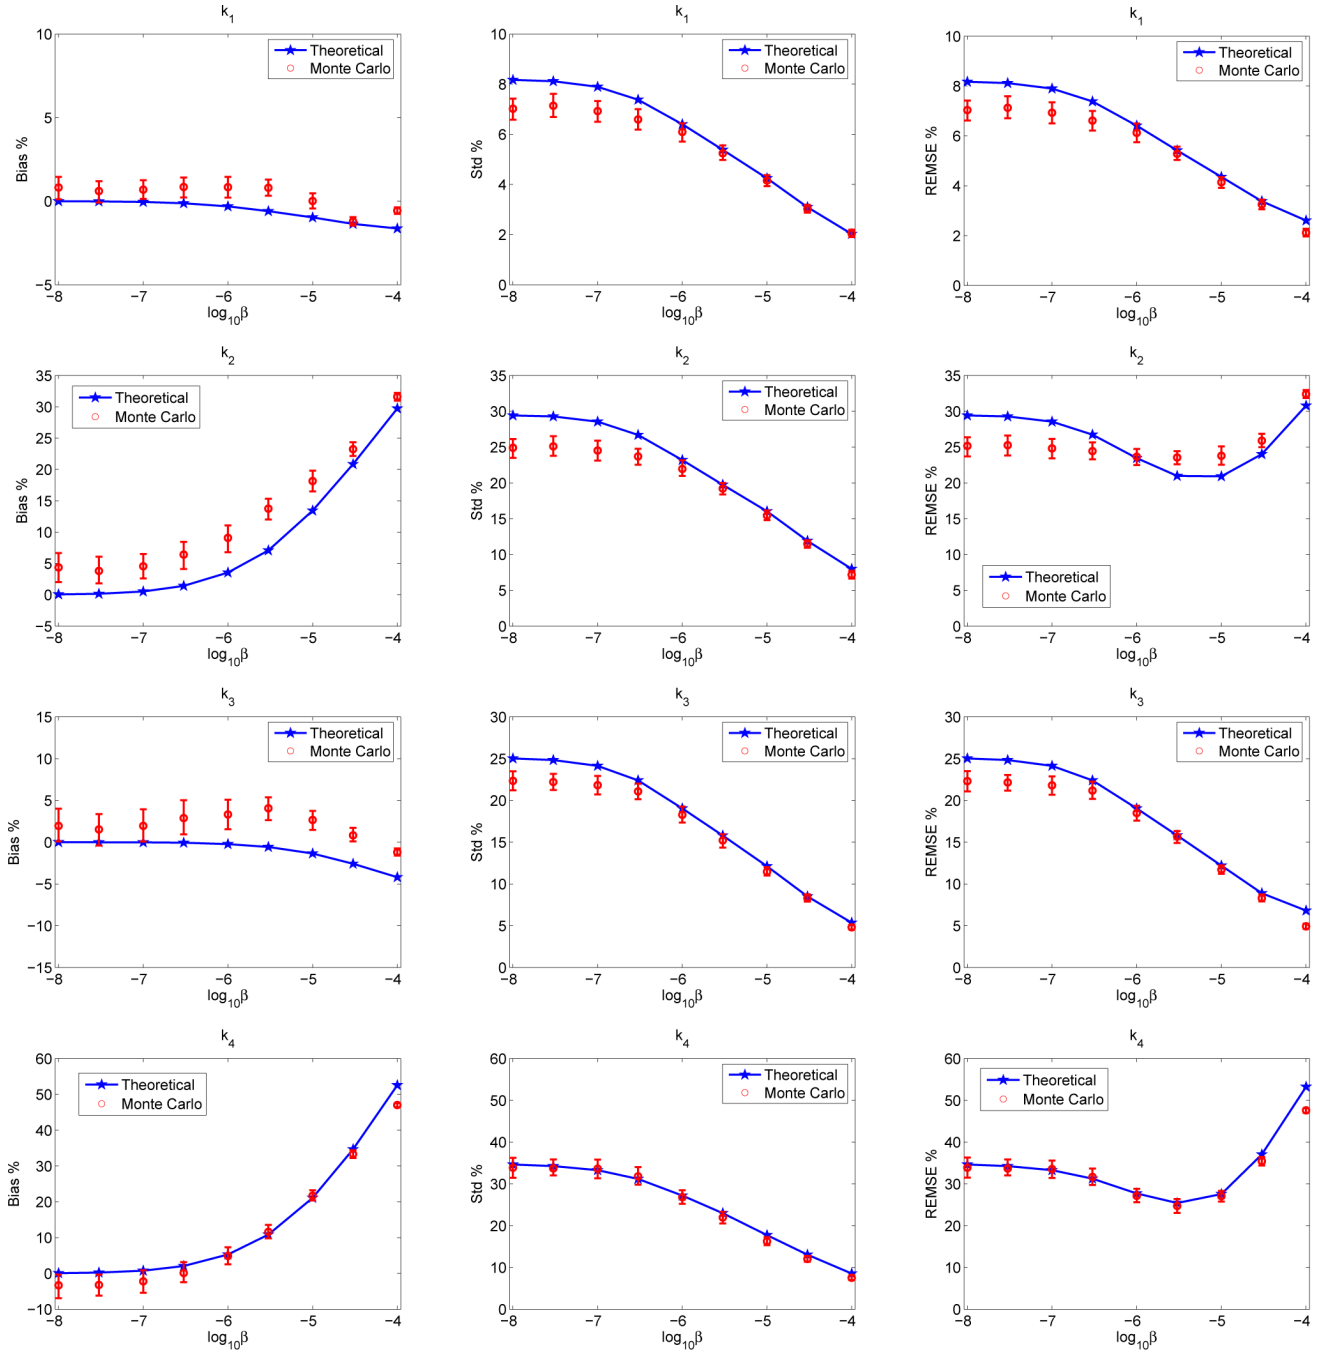 k1
Bias %
10
5
0
−5
−8 −7 −6 −5 −4
log10β
Theoretical
Monte Carlo
k1
Std %
10
8
6
4
2
0
−8 −7 −6 −5 −4
log10β
Theoretical
Monte Carlo
k1
REMSE %
10
8
6
4
2
0
−8 −7 −6 −5 −4
log10β
Theoretical
Monte Carlo
k2
Bias %
35
30
25
20
15
10
5
0
−5
−8 −7 −6 −5 −4
log10β
Theoretical
Monte Carlo
k2
Std %
35
30
25
20
15
10
5
0
−8 −7 −6 −5 −4
log10β
Theoretical
Monte Carlo
k2
REMSE %
35
30
25
20
15
10
5
0
−8 −7 −6 −5 −4
log10β
Theoretical
Monte Carlo
k3
Bias %
15
10
5
0
−5
−10
−15
−8 −7 −6 −5 −4
log10β
Theoretical
Monte Carlo
k3
Std %
30
25
20
15
10
5
0
−8 −7 −6 −5 −4
log10β
Theoretical
Monte Carlo
k3
REMSE %
30
25
20
15
10
5
0
−8 −7 −6 −5 −4
log10β
Theoretical
Monte Carlo
k4
Bias %
60
50
40
30
20
10
0
−10
−8 −7 −6 −5 −4
log10β
Theoretical
Monte Carlo
k4
Std %
60
50
40
30
20
10
0
−8 −7 −6 −5 −4
log10β
Theoretical
Monte Carlo
k4
REMSE %
60
50
40
30
20
10
0
−8 −7 −6 −5 −4
log10β
Theoretical
Monte Carlo